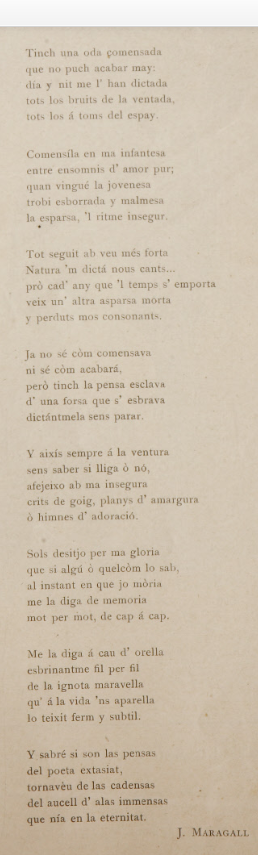 Tinch una oda çomensada
que no puch acabar may:
día y nit me l' han dictada
tots los bruits de la ventada,
tots los á toms del espay.
Comensíla en ma infantesa
entre ensomnis d' amor pur;
quan vingué la jovenesa
trobí esborrada y malmesa
la esparsa, 'l ritme insegur.
Tot seguit ab veu més forta
Natura 'm dictá nous cants...
prò cad' any que 'l temps s' emporta
veix un' altra asparsa morta
y perduts mos consonants.
Ja no sé còm comensava
ni sé còm acabará,
però tinch la pensa esclava
d' una forsa que s' esbrava
dictántmela sens parar.
Y aixís sempre á la ventura
sens saber si lliga ò nó,
afejeixo ab ma insegura
crits de goig, planys d' amargura
ò himnes d' adoració.
Sols desitjo per ma gloria
que si algú ò quelcòm lo sab,
al instant en que jo mòria
me la diga de memoria
mot per mot, de cap á cap.
Me la diga á cau d' orella
esbrinantme fil per fil
de la ignota maravella
qu' á la vida 'ns aparella
lo teixit ferm y subtil.
Y sabré si son las pensas
del poeta extasiat,
tornavèu de las cadensas
del aucell d' alas immensas
que nía en la eternitat.
J. MARAGALL